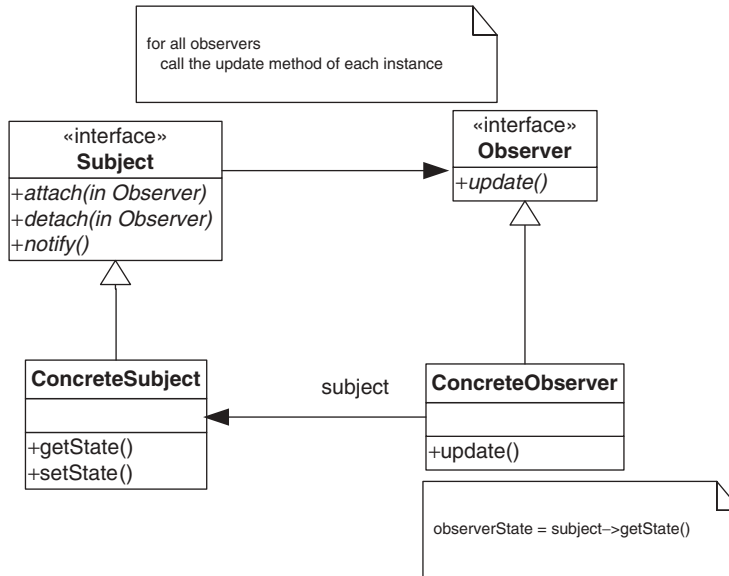 for all observers
call the update method of each instance
«interface»
Subject
+attach(in Observer)
+detach(in Observer)
+notify()
«interface»
Observer
+update()
ConcreteSubject
+getState()
+setState()
subject
ConcreteObserver
+update()
observerState = subject–>getState()